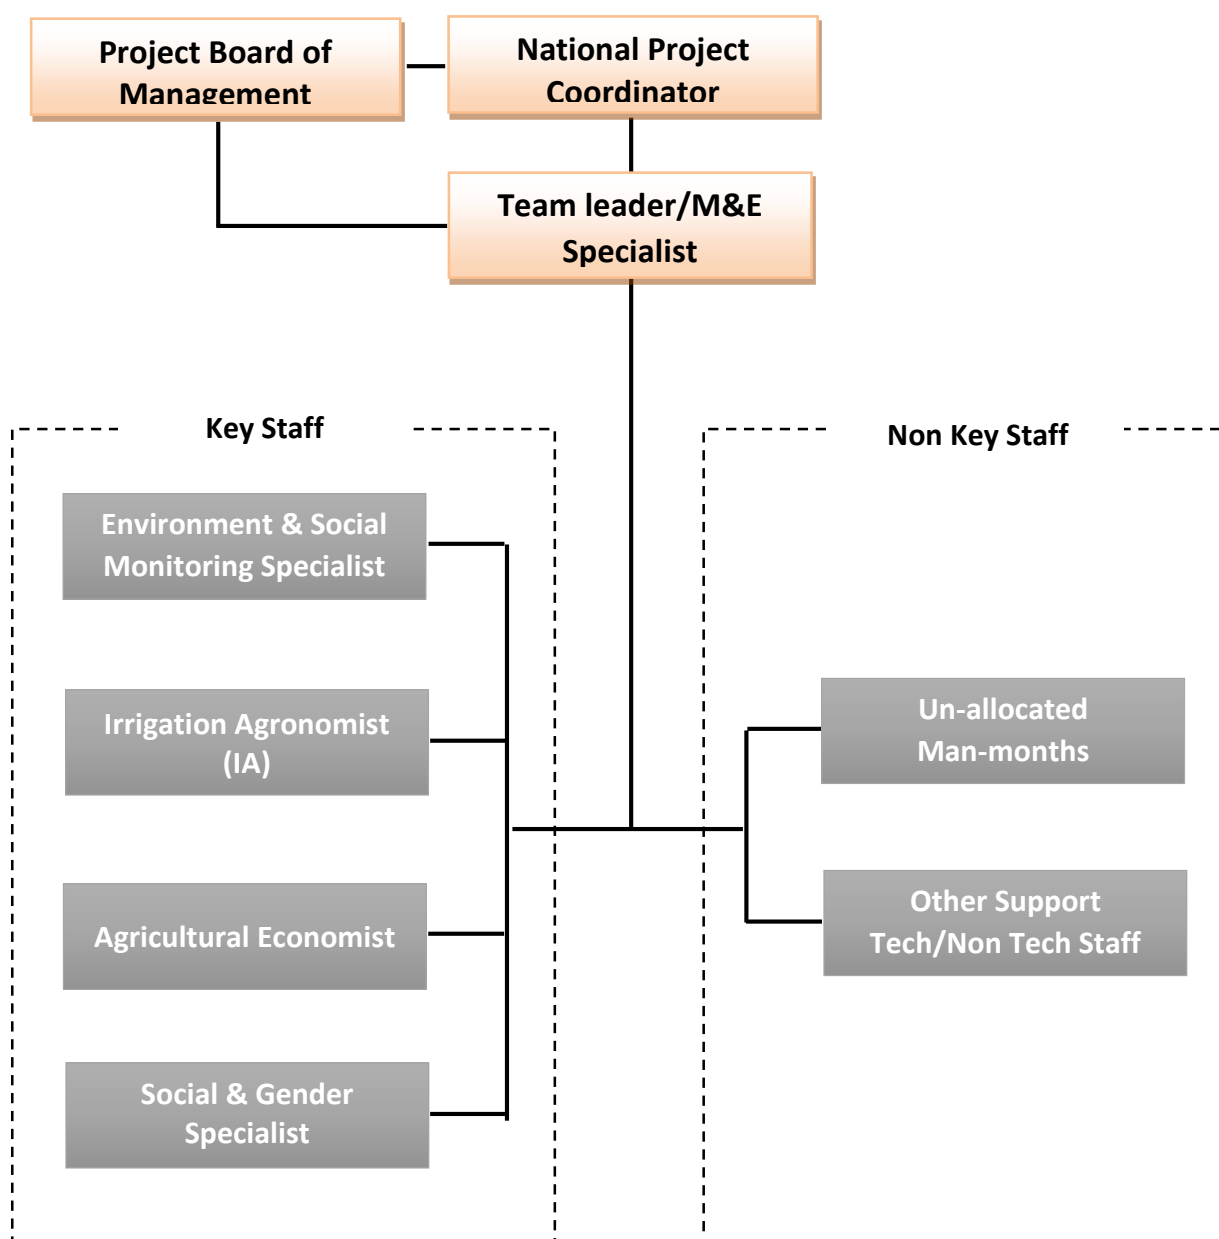 Project Board of
Management
National Project
Coordinator
Team leader/M&E
Specialist
Key Staff
Non Key Staff
Environment & Social
Monitoring Specialist
Irrigation Agronomist
(IA)
Agricultural Economist
Social & Gender
Specialist
Un-allocated
Man-months
Other Support
Tech/Non Tech Staff